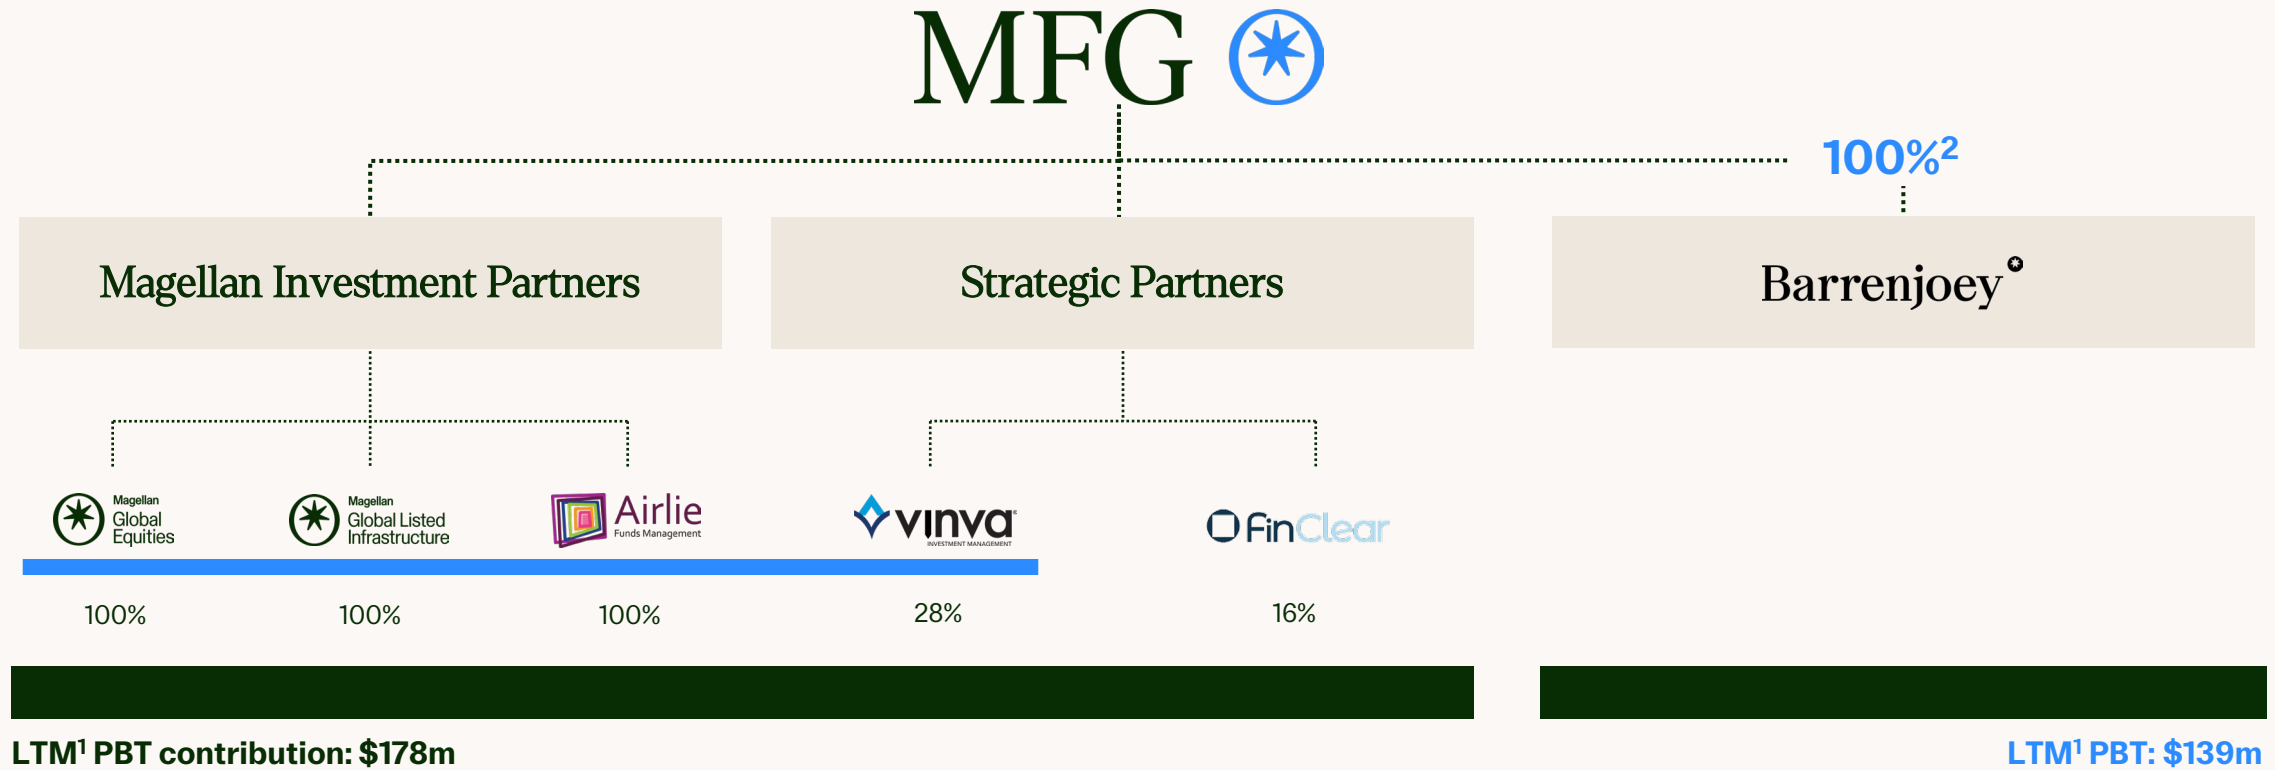 MFG
100%²
Magellan Investment Partners
Strategic Partners
Barrenjoey
Magellan
Global
Equities
Magellan
Global Listed
Infrastructure
Airlie
Funds Management
vinva®
INVESTMENT MANAGEMENT
FinClear
100%
100%
100%
28%
16%
LTM¹ PBT contribution: $178m
LTM¹ PBT: $139m